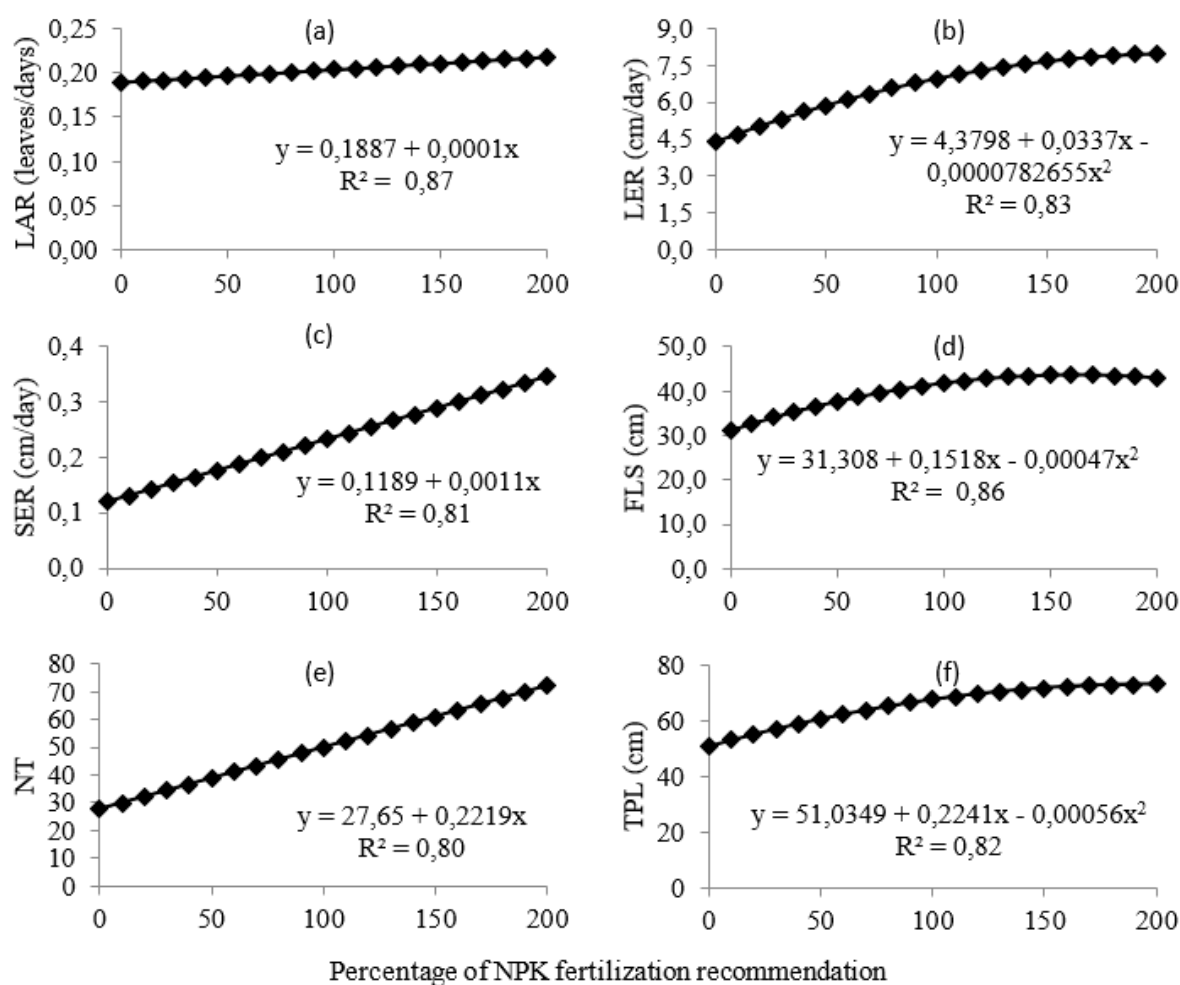 (a)
LAR (leaves/days)
0,25
0,20
0,15
0,10
0,05
0,00
y = 0,1887 + 0,0001x
R² = 0,87
0 50 100 150 200
(b)
LER (cm/day)
9,0
7,5
6,0
4,5
3,0
1,5
0,0
y = 4,3798 + 0,0337x -
0,0000782655x²
R² = 0,83
0 50 100 150 200
(c)
SER (cm/day)
0,4
0,3
0,2
0,1
0,0
y = 0,1189 + 0,0011x
R² = 0,81
0 50 100 150 200
(d)
FLS (cm)
50,0
40,0
30,0
20,0
10,0
0,0
y = 31,308 + 0,1518x - 0,00047x²
R² = 0,86
0 50 100 150 200
(e)
NT
80
70
60
50
40
30
20
10
0
y = 27,65 + 0,2219x
R² = 0,80
0 50 100 150 200
(f)
TPL (cm)
80
60
40
20
0
y = 51,0349 + 0,2241x - 0,00056x²
R² = 0,82
0 50 100 150 200
Percentage of NPK fertilization recommendation